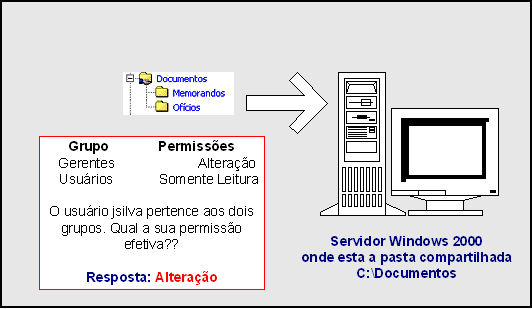 Documentos
Memorandos
Ofícios
Grupo Permissões
Gerentes Alteração
Usuários Somente Leitura
O usuário jsilva pertence aos dois
grupos. Qual a sua permissão
efetiva??
Resposta: Alteração
Servidor Windows 2000
onde esta a pasta compartilhada
C:\Documentos